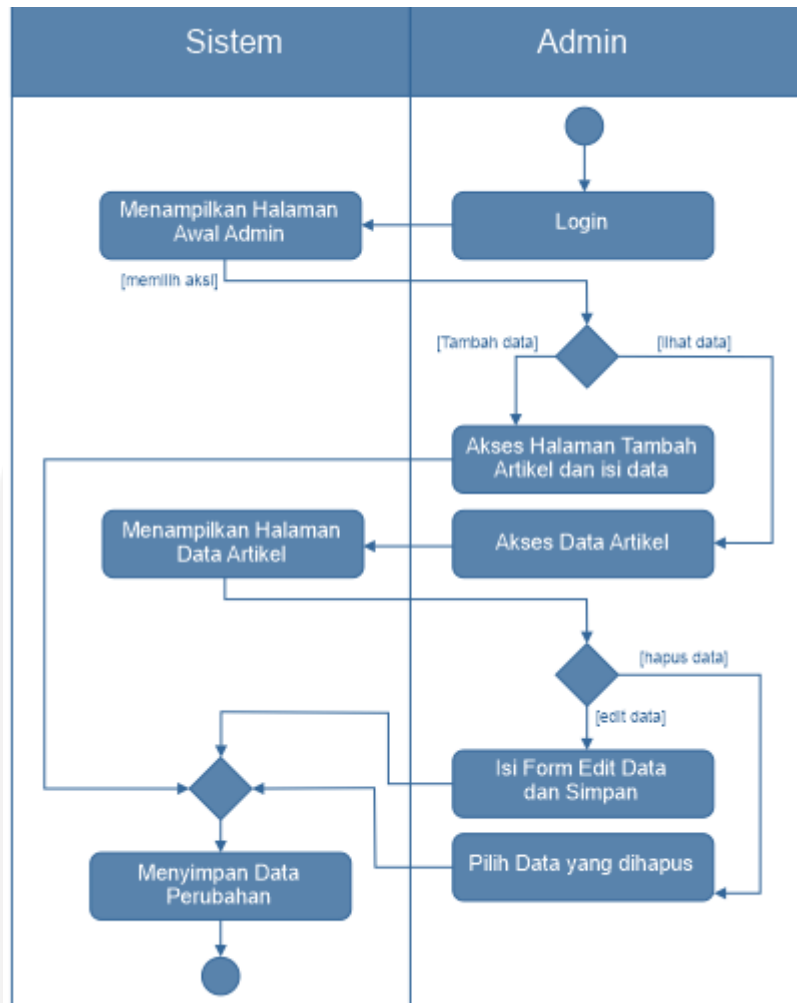 Sistem
Admin
Login
Menampilkan Halaman
Awal Admin
[memilih aksi]
[Tambah data]
[lihat data]
Akses Halaman Tambah
Artikel dan isi data
Menampilkan Halaman
Data Artikel
Akses Data Artikel
[hapus data]
[edit data]
Isi Form Edit Data
dan Simpan
Pilih Data yang dihapus
Menyimpan Data
Perubahan